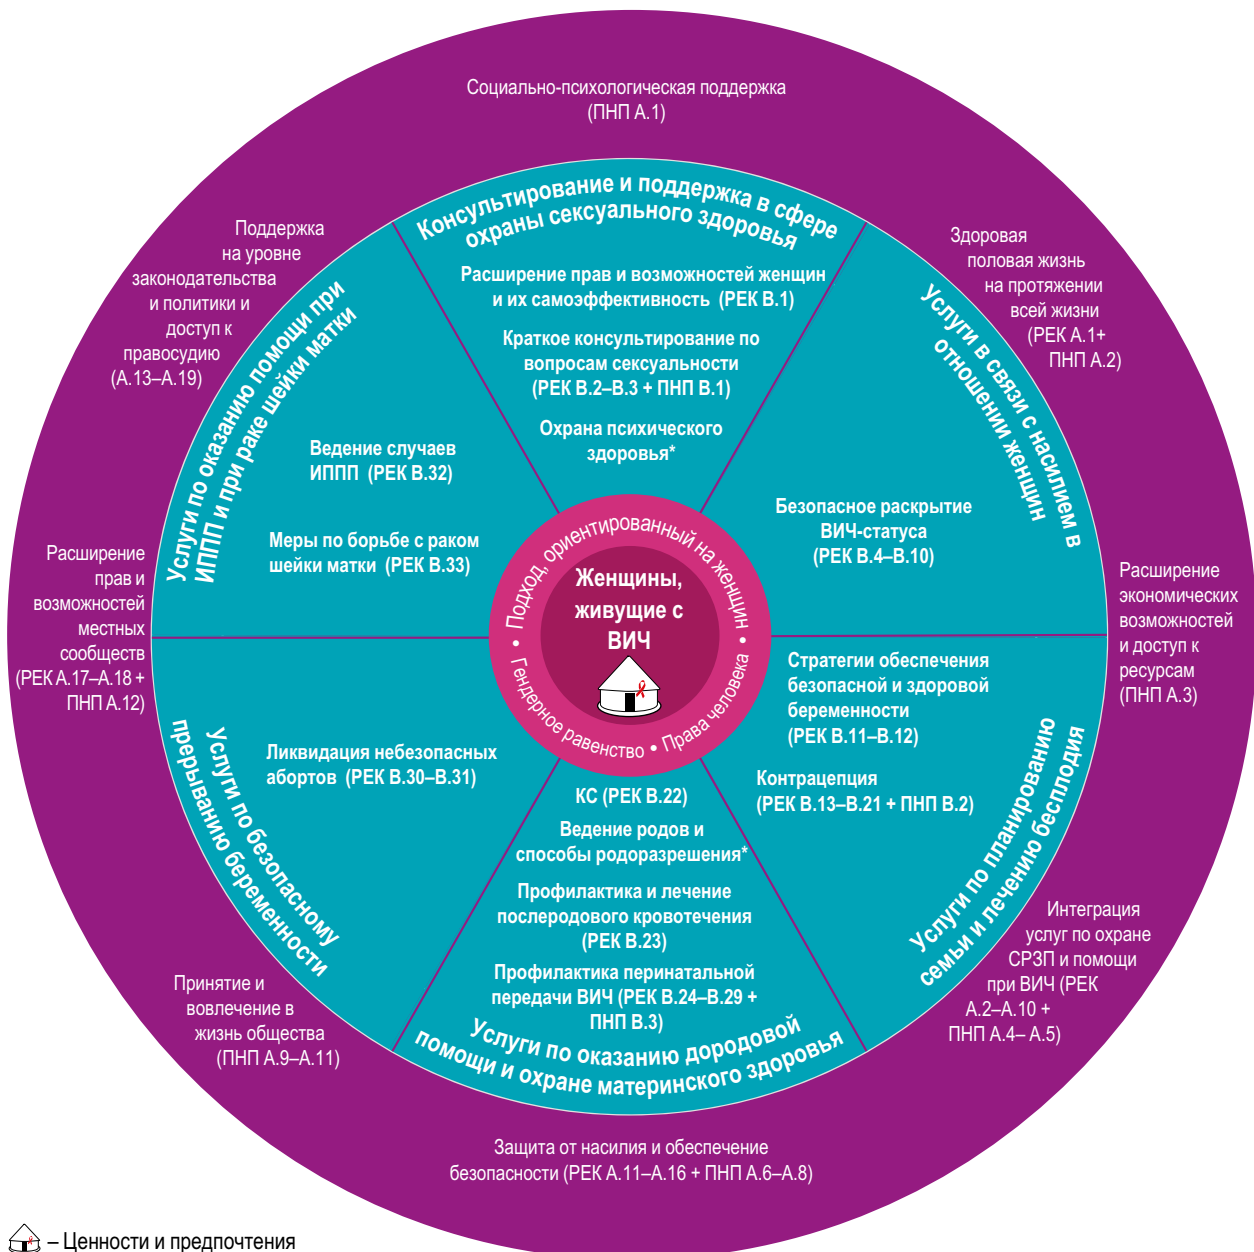 Социально-психологическая поддержка
(ПНП A.1)
Здоровая
половая жизнь
на протяжении
всей жизни
(РЕК A.1+
ПНП A.2)
Расширение
экономических
возможностей
и доступ к
ресурсам
(ПНП A.3)
Интеграция
услуг по охране
СРЗП и помощи
при ВИЧ (РЕК
A.2–A.10 +
ПНП A.4– A.5)
Защита от насилия и обеспечение
безопасности (РЕК A.11–A.16 + ПНП A.6–A.8)
Принятие и
вовлечение в
жизнь общества
(ПНП A.9–A.11)
Расширение
прав и
возможностей
местных
сообществ
(РЕК A.17–A.18 +
ПНП A.12)
Поддержка
на уровне
законодательства
и политики и
доступ к
правосудию
(A.13–A.19)
Консультирование и поддержка в сфере
охраны сексуального здоровья
Расширение прав и возможностей женщин
и их самоэффективность (РЕК B.1)
Краткое консультирование по
вопросам сексуальности
(РЕК B.2–B.3 + ПНП B.1)
Охрана психического
здоровья*
Услуги в связи с насилием в
отношении женщин
Безопасное раскрытие
ВИЧ-статуса
(РЕК B.4–B.10)
Стратегии обеспечения
безопасной и здоровой
беременности
(РЕК B.11–B.12)
Контрацепция
(РЕК B.13–B.21 + ПНП B.2)
Услуги по планированию
семьи и лечению бесплодия
КС (РЕК B.22)
Ведение родов и
способы родоразрешения*
Профилактика и лечение
послеродового кровотечения
(РЕК B.23)
Профилактика перинатальной
передачи ВИЧ (РЕК B.24–B.29 +
ПНП B.3)
Услуги по оказанию дородовой
помощи и охране материнского здоровья
Ликвидация небезопасных
абортов (РЕК B.30–B.31)
Услуги по безопасному
прерыванию беременности
Услуги по оказанию помощи при
ИППП и при раке шейки матки
Ведение случаев
ИППП (РЕК B.32)
Меры по борьбе с раком
шейки матки (РЕК B.33)
• Подход, ориентированный на женщин •
Гендерное равенство • Права человека
Женщины,
живущие с
ВИЧ
– Ценности и предпочтения